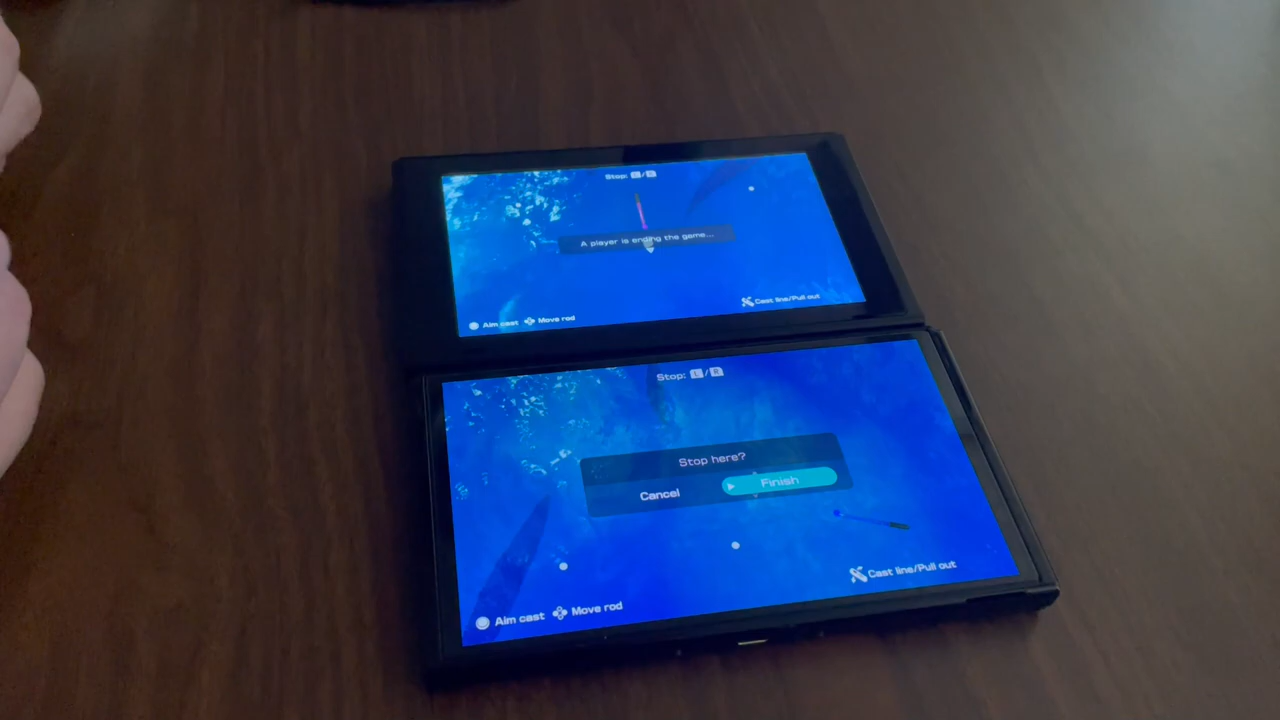 Stop: L/R
A player is ending the game...
Cast line/Pull out
Aim cast Move rod
Stop: L/R
Stop here?
Cancel Finish
Cast line/Pull out
Aim cast Move rod